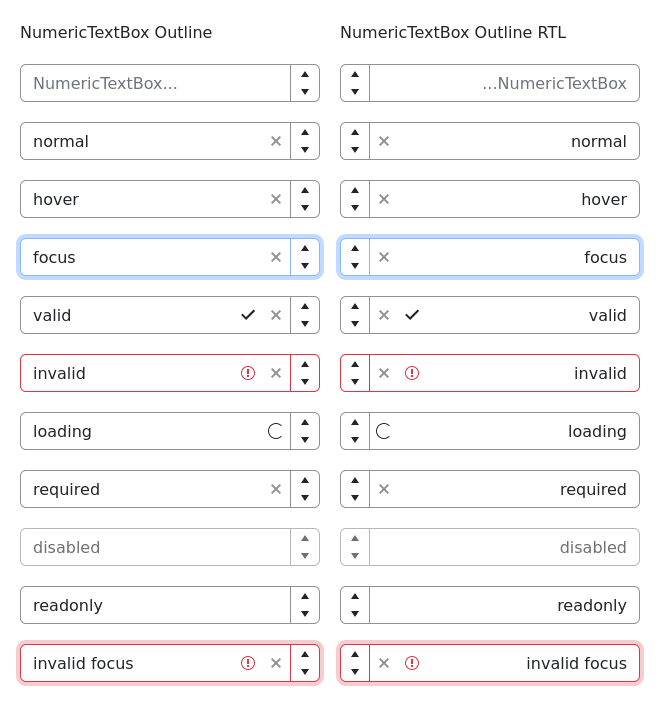 NumericTextBox Outline
NumericTextBox Outline RTL
NumericTextBox...
...NumericTextBox
normal
normal
hover
hover
focus
focus
valid
valid
invalid
invalid
loading
loading
required
required
disabled
disabled
readonly
readonly
invalid focus
invalid focus